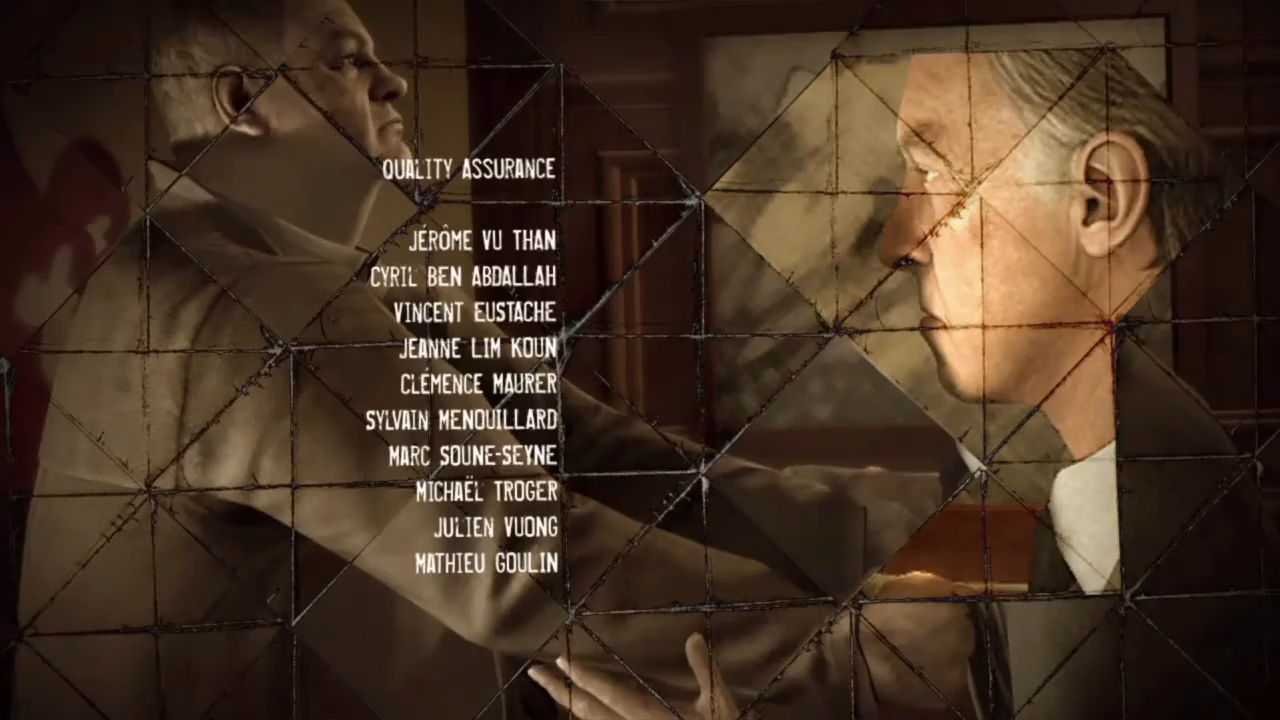 QUALITY ASSURANCE
JÉRÔME VU THAN
CYRIL BEN ABDALLAH
VINCENT EUSTACHE
JEANNE LIM KOUN
CLEMENCE MAURER
SYLVAIN MENOUILLARD
MARC SOUNE-SEYNE
MICHAËL TROGER
JULIEN VUONG
MATHIEU GOULIN